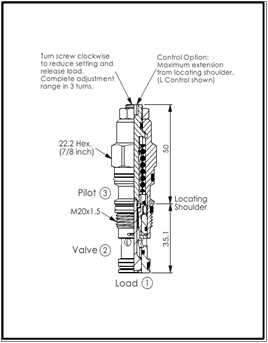 Turn screw clockwise
to reduce setting and
release load.
Complete adjustment
range in 3 turns.
Control Option:
Maximum extension
from locating shoulder.
(L Control shown)
22.2 Hex.
(7/8 inch)
50
Pilot 3
Locating
Shoulder
M20x1.5
35.1
Valve 2
Load 1